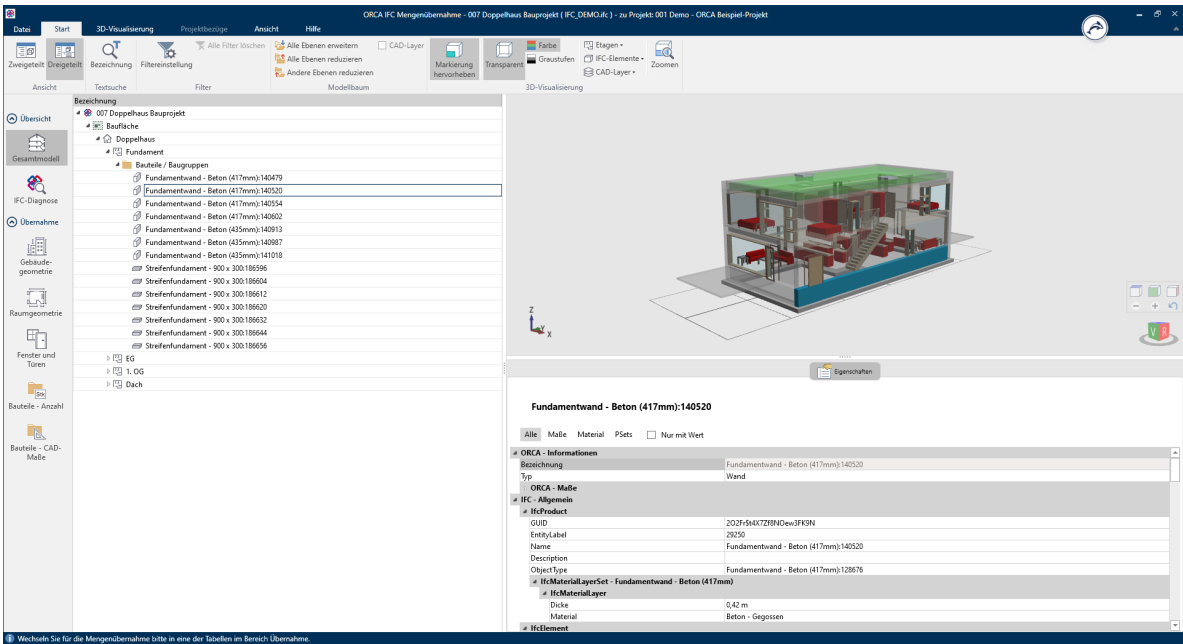 ORCA IFC Mengenübernahme - 007 Doppelhaus Bauprojekt ( IFC_DEMO.ifc ) - zu Projekt: 001 Demo - ORCA Beispiel-Projekt
Datei Start 3D-Visualisierung Projektbezüge Ansicht Hilfe
Zweigeteilt Dreigeteilt
Ansicht
Bezeichnung
Textsuche
Filtereinstellung
Alle Filter löschen
Filter
Alle Ebenen erweitern
Alle Ebenen reduzieren
Andere Ebenen reduzieren
CAD-Layer
Modellbaum
Markierung
hervorheben
Transparent
Farbe
Graustufen
Etagen
IFC-Elemente
CAD-Layer
Zoomen
3D-Visualisierung
Übersicht
Gesamtmodell
IFC-Diagnose
Übernahme
Gebäude-
geometrie
Raumgeometrie
Fenster und
Türen
Stk
Bauteile - Anzahl
Bauteile - CAD-
Maße
Bezeichnung
007 Doppelhaus Bauprojekt
Baufläche
Doppelhaus
Fundament
Bauteile / Baugruppen
Fundamentwand - Beton (417mm):140479
Fundamentwand - Beton (417mm):140520
Fundamentwand - Beton (417mm):140554
Fundamentwand - Beton (417mm):140602
Fundamentwand - Beton (435mm):140913
Fundamentwand - Beton (435mm):140987
Fundamentwand - Beton (435mm):141018
Streifenfundament - 900 x 300:186596
Streifenfundament - 900 x 300:186604
Streifenfundament - 900 x 300:186612
Streifenfundament - 900 x 300:186620
Streifenfundament - 900 x 300:186632
Streifenfundament - 900 x 300:186644
Streifenfundament - 900 x 300:186656
EG
1. OG
Dach
Z
Y
X
V R
Eigenschaften
Fundamentwand - Beton (417mm):140520
Alle Maße Material PSets Nur mit Wert
ORCA - Informationen
Bezeichnung Fundamentwand - Beton (417mm):140520
Typ Wand
ORCA - Maße
IFC - Allgemein
IfcProduct
GUID 2O2Fr$t4X7Zf8NOew3FK9N
EntityLabel 29250
Name Fundamentwand - Beton (417mm):140520
Description
ObjectType Fundamentwand - Beton (417mm):128676
IfcMaterialLayerSet - Fundamentwand - Beton (417mm)
IfcMaterialLayer
Dicke 0,42 m
Material Beton - Gegossen
IfcElement
Wechseln Sie für die Mengenübernahme bitte in eine der Tabellen im Bereich Übernahme.